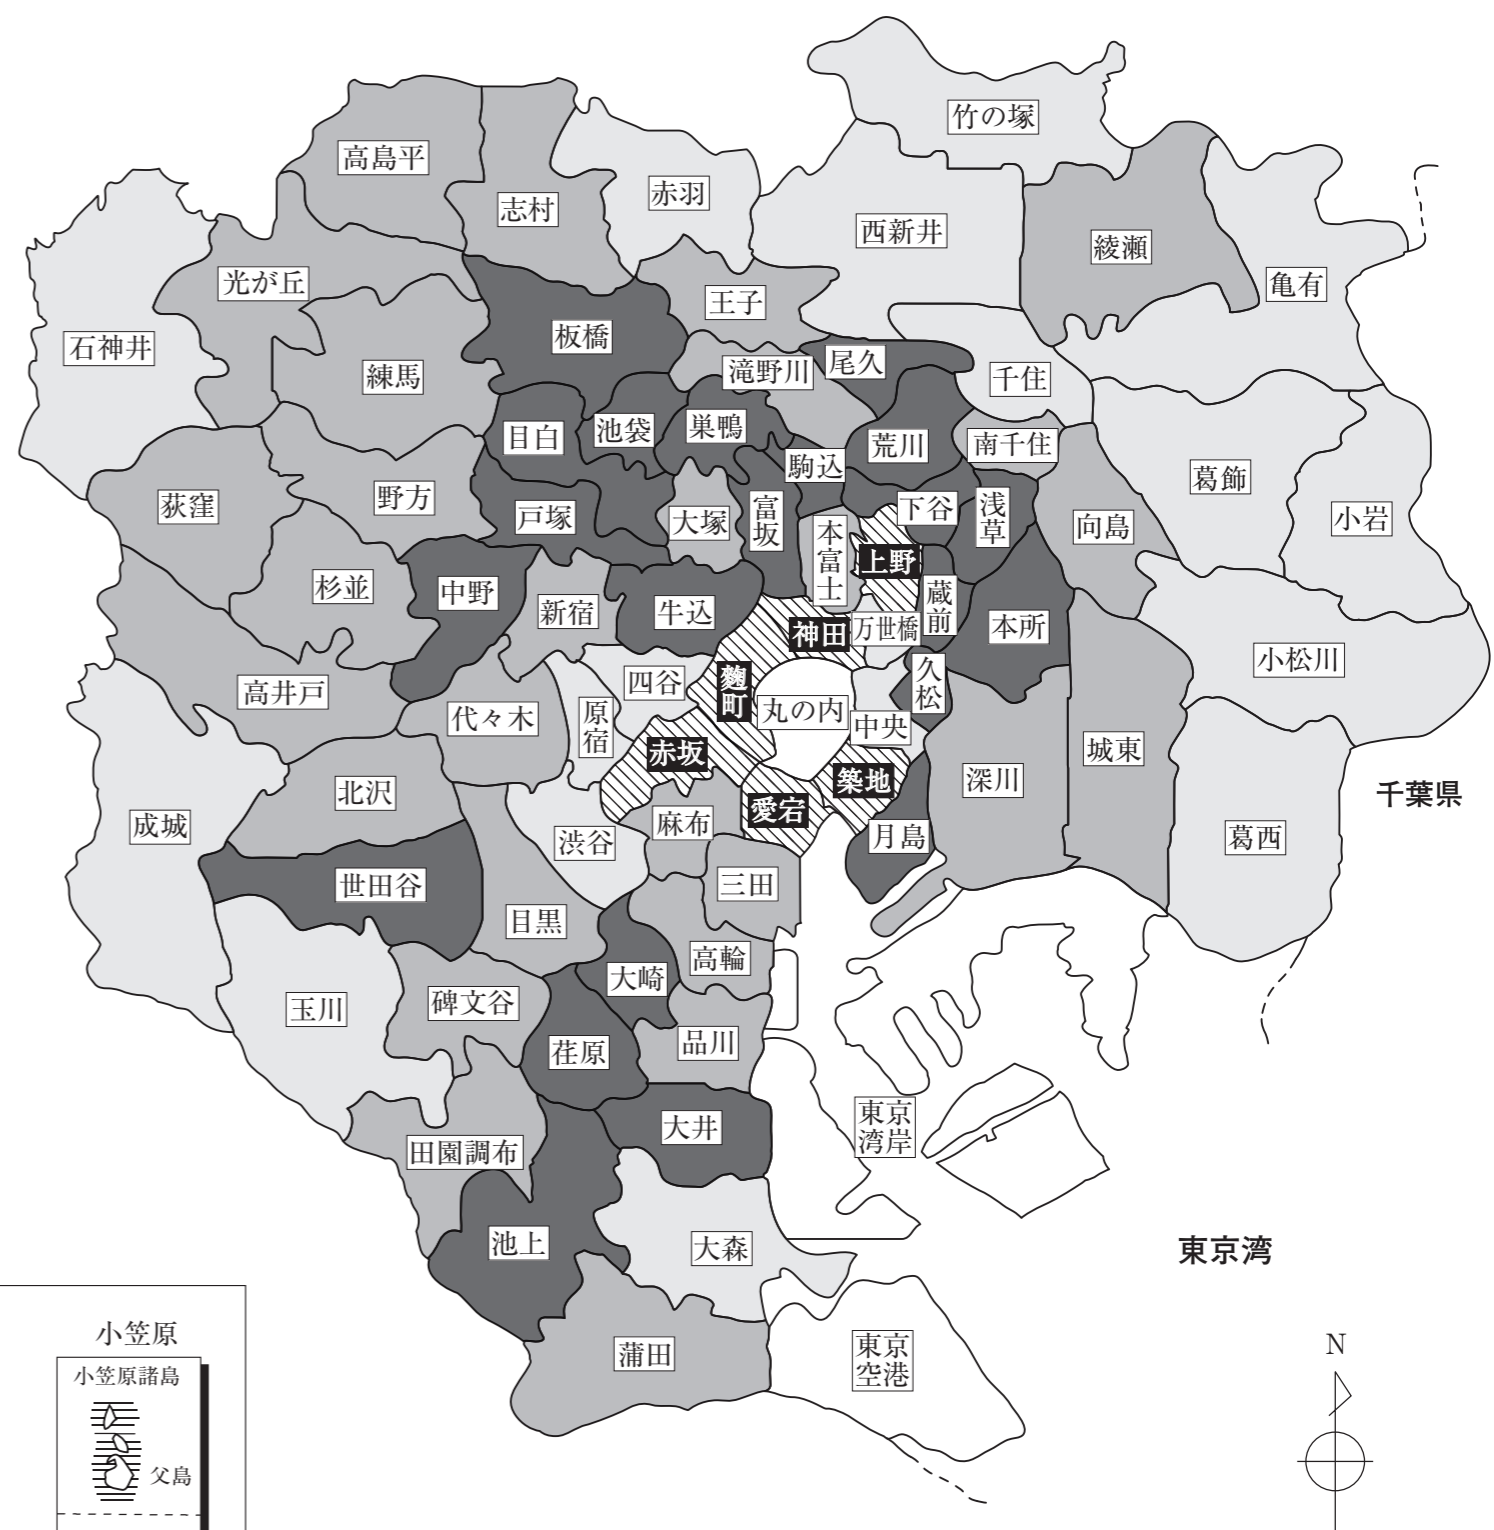 竹の塚
高島平
志村
赤羽
西新井
綾瀬
亀有
光が丘
王子
石神井
板橋
練馬
滝野川
尾久
千住
目白
池袋
巣鴨
駒込
荒川
南千住
葛飾
荻窪
野方
戸塚
大塚
富坂
本富士
下谷
浅草
向島
小岩
上野
杉並
中野
新宿
牛込
神田
万世橋
蔵前
本所
小松川
高井戸
代々木
原宿
四谷
麴町
丸の内
久松
中央
赤坂
築地
愛宕
深川
城東
千葉県
北沢
成城
渋谷
麻布
月島
葛西
世田谷
三田
目黒
高輪
大崎
玉川
碑文谷
荏原
品川
大井
東京
湾岸
田園調布
池上
大森
東京湾
蒲田
東京
空港
小笠原
小笠原諸島
父島
N